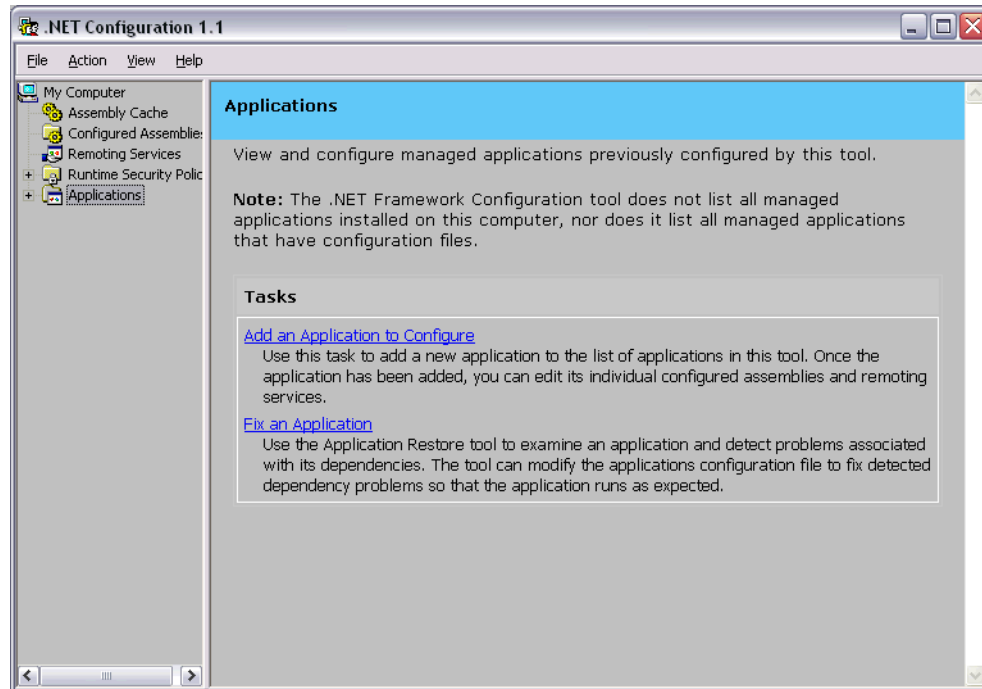 .NET Configuration 1.1
File Action View Help
My Computer
Assembly Cache
Configured Assemblie
Remoting Services
Runtime Security Polic
Applications
Applications
View and configure managed applications previously configured by this tool.
Note: The .NET Framework Configuration tool does not list all managed
applications installed on this computer, nor does it list all managed applications
that have configuration files.
Tasks
Add an Application to Configure
Use this task to add a new application to the list of applications in this tool. Once the
application has been added, you can edit its individual configured assemblies and remoting
services.
Fix an Application
Use the Application Restore tool to examine an application and detect problems associated
with its dependencies. The tool can modify the applications configuration file to fix detected
dependency problems so that the application runs as expected.